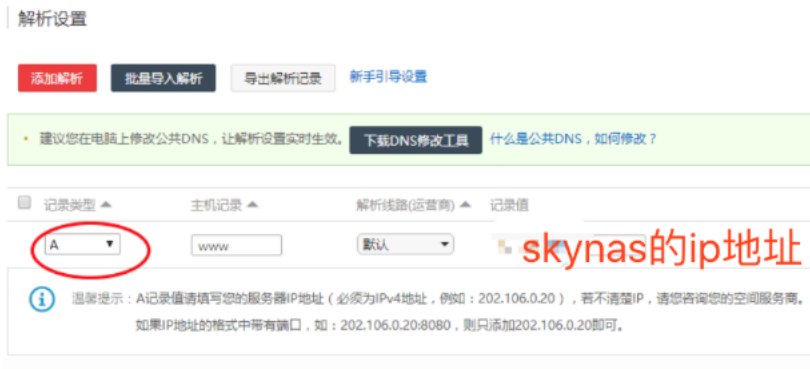 解析设置
添加解析 批量导入解析 导出解析记录 新手引导设置
建议您在电脑上修改公共DNS，让解析设置实时生效。 下载DNS修改工具 什么是公共DNS，如何修改？
记录类型 主机记录 解析线路(运营商) 记录值
A www 默认 skynas的ip地址
温馨提示：A记录值请填写您的服务器IP地址（必须为IPv4地址，例如：202.106.0.20），若不清楚IP，请您咨询您的空间服务商。
如果IP地址的格式中带有端口，如：202.106.0.20:8080，则只添加202.106.0.20即可。